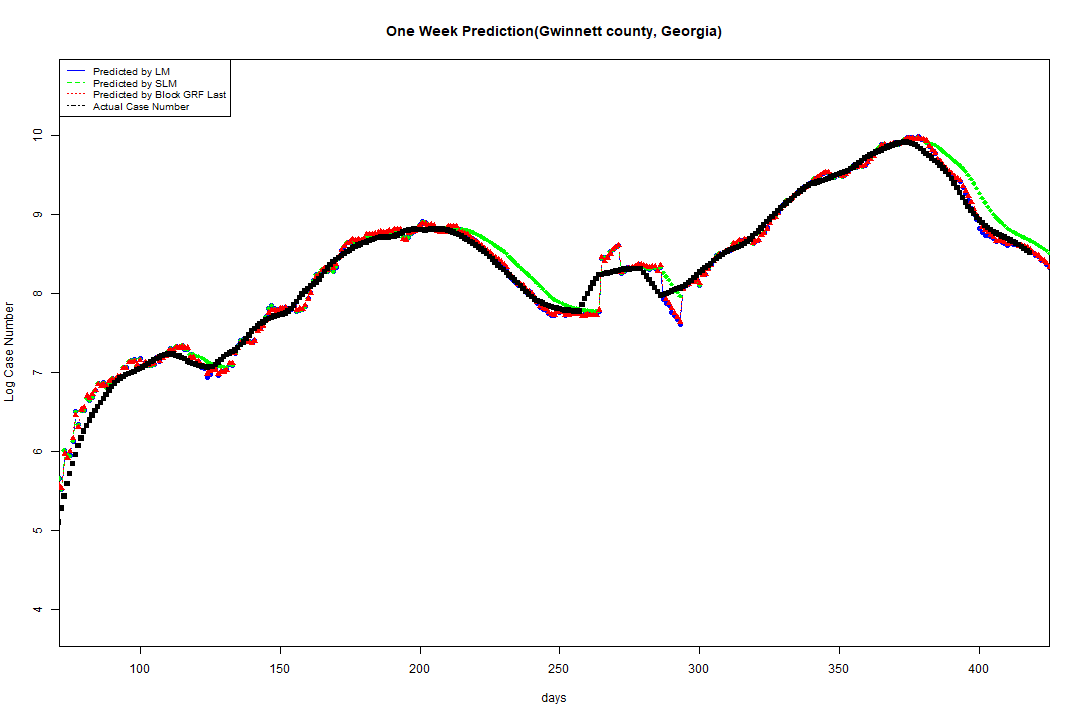 One Week Prediction(Gwinnett county, Georgia)
Predicted by LM
Predicted by SLM
Predicted by Block GRF Last
Actual Case Number
Log Case Number
10
9
8
7
6
5
4
100 150 200 250 300 350 400
days